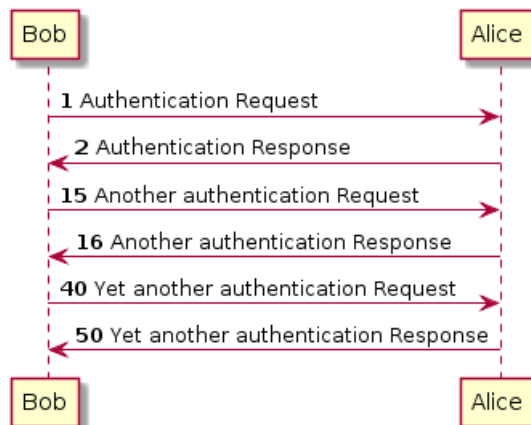 Bob Alice
1 Authentication Request
2 Authentication Response
15 Another authentication Request
16 Another authentication Response
40 Yet another authentication Request
50 Yet another authentication Response
Bob Alice